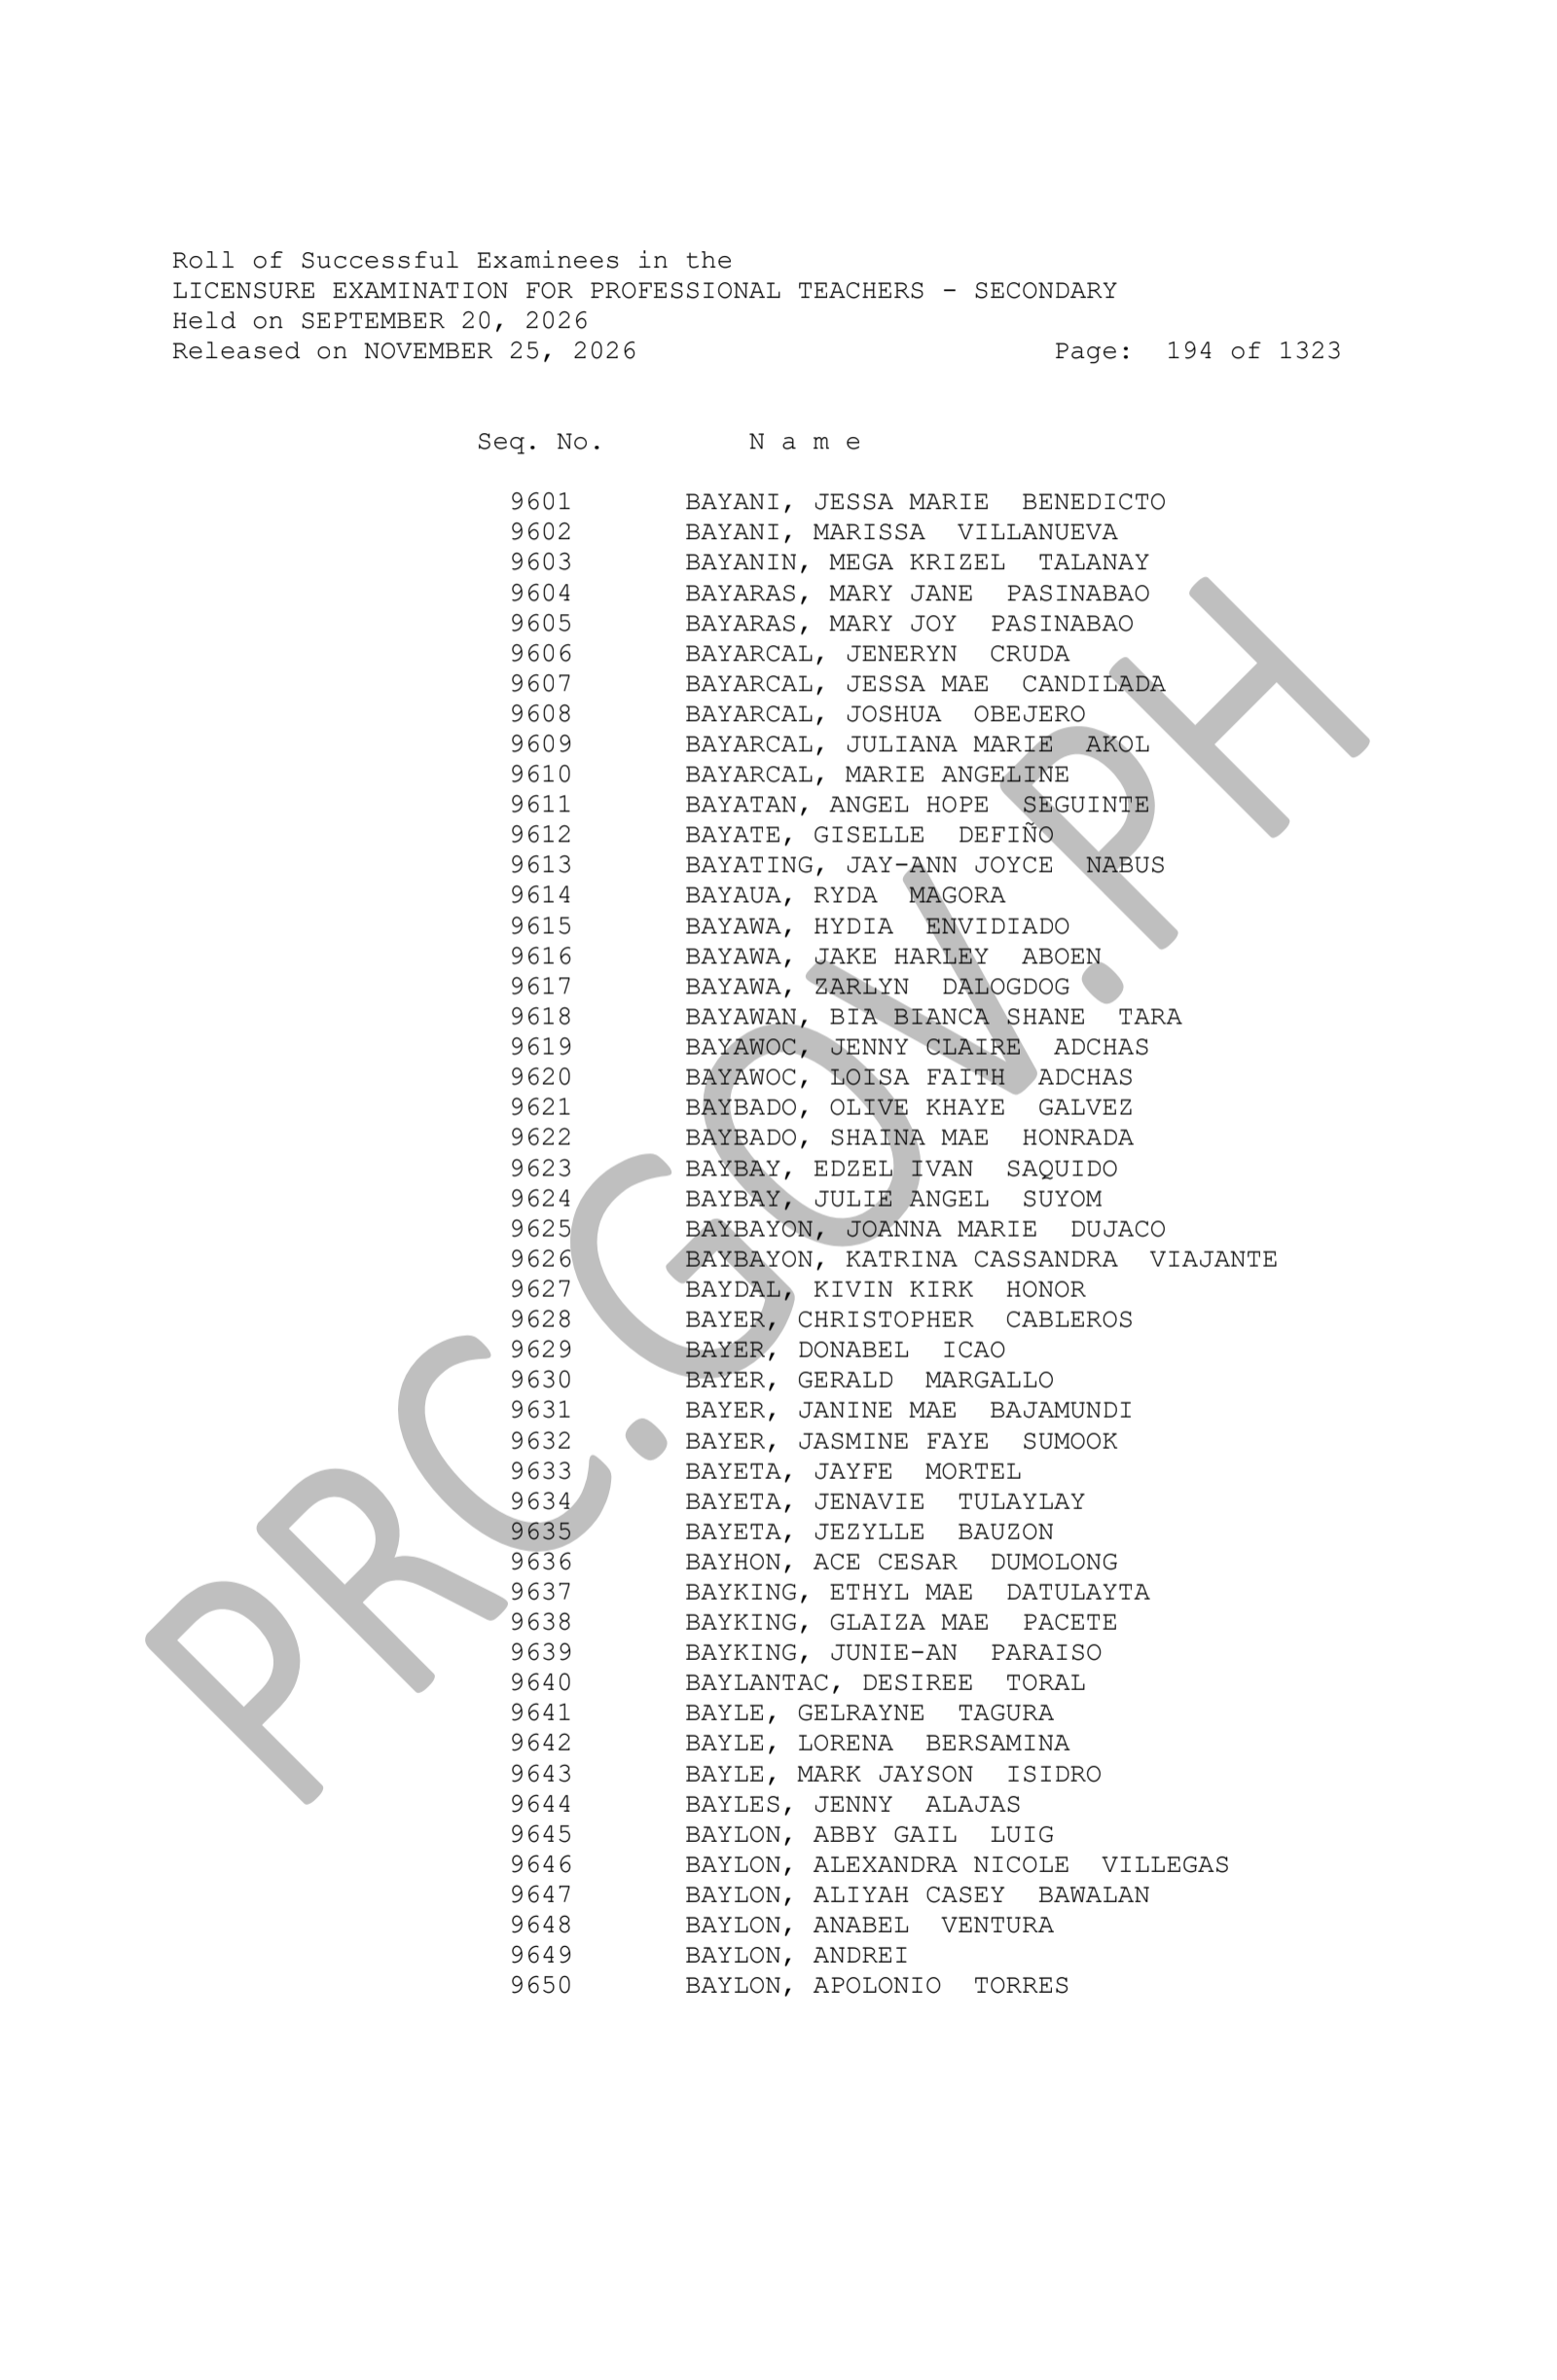 Roll of Successful Examinees in the
LICENSURE EXAMINATION FOR PROFESSIONAL TEACHERS - SECONDARY
Held on SEPTEMBER 20, 2026
Released on NOVEMBER 25, 2026 Page: 194 of 1323
Seq. No. N a m e
9601 BAYANI, JESSA MARIE BENEDICTO
9602 BAYANI, MARISSA VILLANUEVA
9603 BAYANIN, MEGA KRIZEL TALANAY
9604 BAYARAS, MARY JANE PASINABAO
9605 BAYARAS, MARY JOY PASINABAO
9606 BAYARCAL, JENERYN CRUDA
9607 BAYARCAL, JESSA MAE CANDILADA
9608 BAYARCAL, JOSHUA OBEJERO
9609 BAYARCAL, JULIANA MARIE AKOL
9610 BAYARCAL, MARIE ANGELINE
9611 BAYATAN, ANGEL HOPE SEGUINTE
9612 BAYATE, GISELLE DEFIÑO
9613 BAYATING, JAY-ANN JOYCE NABUS
9614 BAYAUA, RYDA MAGORA
9615 BAYAWA, HYDIA ENVIDIADO
9616 BAYAWA, JAKE HARLEY ABOEN
9617 BAYAWA, ZARLYN DALOGDOG
9618 BAYAWAN, BIA BIANCA SHANE TARA
9619 BAYAWOC, JENNY CLAIRE ADCHAS
9620 BAYAWOC, LOISA FAITH ADCHAS
9621 BAYBADO, OLIVE KHAYE GALVEZ
9622 BAYBADO, SHAINA MAE HONRADA
9623 BAYBAY, EDZEL IVAN SAQUIDO
9624 BAYBAY, JULIE ANGEL SUYOM
9625 BAYBAYON, JOANNA MARIE DUJACO
9626 BAYBAYON, KATRINA CASSANDRA VIAJANTE
9627 BAYDAL, KIVIN KIRK HONOR
9628 BAYER, CHRISTOPHER CABLEROS
9629 BAYER, DONABEL ICAO
9630 BAYER, GERALD MARGALLO
9631 BAYER, JANINE MAE BAJAMUNDI
9632 BAYER, JASMINE FAYE SUMOOK
9633 BAYETA, JAYFE MORTEL
9634 BAYETA, JENAVIE TULAYLAY
9635 BAYETA, JEZYLLE BAUZON
9636 BAYHON, ACE CESAR DUMOLONG
9637 BAYKING, ETHYL MAE DATULAYTA
9638 BAYKING, GLAIZA MAE PACETE
9639 BAYKING, JUNIE-AN PARAISO
9640 BAYLANTAC, DESIREE TORAL
9641 BAYLE, GELRAYNE TAGURA
9642 BAYLE, LORENA BERSAMINA
9643 BAYLE, MARK JAYSON ISIDRO
9644 BAYLES, JENNY ALAJAS
9645 BAYLON, ABBY GAIL LUIG
9646 BAYLON, ALEXANDRA NICOLE VILLEGAS
9647 BAYLON, ALIYAH CASEY BAWALAN
9648 BAYLON, ANABEL VENTURA
9649 BAYLON, ANDREI
9650 BAYLON, APOLONIO TORRES
PRC.GOV.PH